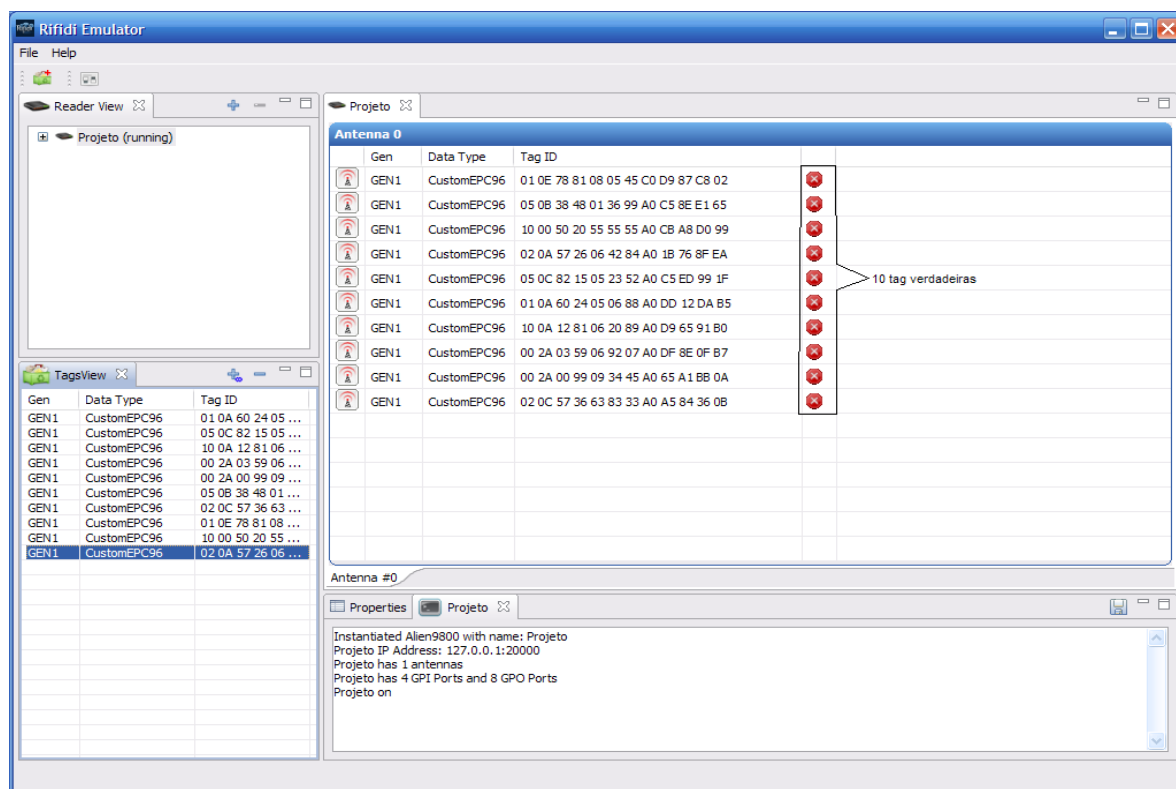 Rifidi Emulator
File Help
Reader View
Projeto (running)
Projeto
Antenna 0
Gen Data Type Tag ID
GEN1 CustomEPC96 01 0E 78 81 08 05 45 C0 D9 87 C8 02
GEN1 CustomEPC96 05 0B 38 48 01 36 99 A0 C5 8E E1 65
GEN1 CustomEPC96 10 00 50 20 55 55 55 A0 CB A8 D0 99
GEN1 CustomEPC96 02 0A 57 26 06 42 84 A0 1B 76 8F EA
GEN1 CustomEPC96 05 0C 82 15 05 23 52 A0 C5 ED 99 1F
GEN1 CustomEPC96 01 0A 60 24 05 06 88 A0 DD 12 DA B5
GEN1 CustomEPC96 10 0A 12 81 06 20 89 A0 D9 65 91 B0
GEN1 CustomEPC96 00 2A 03 59 06 92 07 A0 DF 8E 0F B7
GEN1 CustomEPC96 00 2A 00 99 09 34 45 A0 65 A1 BB 0A
GEN1 CustomEPC96 02 0C 57 36 63 83 33 A0 A5 84 36 0B
10 tag verdadeiras
Antenna #0
TagsView
Gen Data Type Tag ID
GEN1 CustomEPC96 01 0A 60 24 05 ...
GEN1 CustomEPC96 05 0C 82 15 05 ...
GEN1 CustomEPC96 10 0A 12 81 06 ...
GEN1 CustomEPC96 00 2A 03 59 06 ...
GEN1 CustomEPC96 00 2A 00 99 09 ...
GEN1 CustomEPC96 05 0B 38 48 01 ...
GEN1 CustomEPC96 02 0C 57 36 63 ...
GEN1 CustomEPC96 01 0E 78 81 08 ...
GEN1 CustomEPC96 10 00 50 20 55 ...
GEN1 CustomEPC96 02 0A 57 26 06 ...
Properties Projeto
Instantiated Alien9800 with name: Projeto
Projeto IP Address: 127.0.0.1:20000
Projeto has 1 antennas
Projeto has 4 GPI Ports and 8 GPO Ports
Projeto on